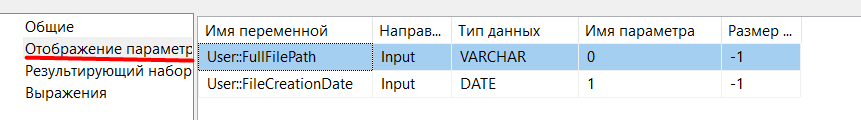 Общие
Отображение параметр
Результирующий набор
Выражения
Имя переменной Направ... Тип данных Имя параметра Размер ...
User::FullFilePath Input VARCHAR 0 -1
User::FileCreationDate Input DATE 1 -1